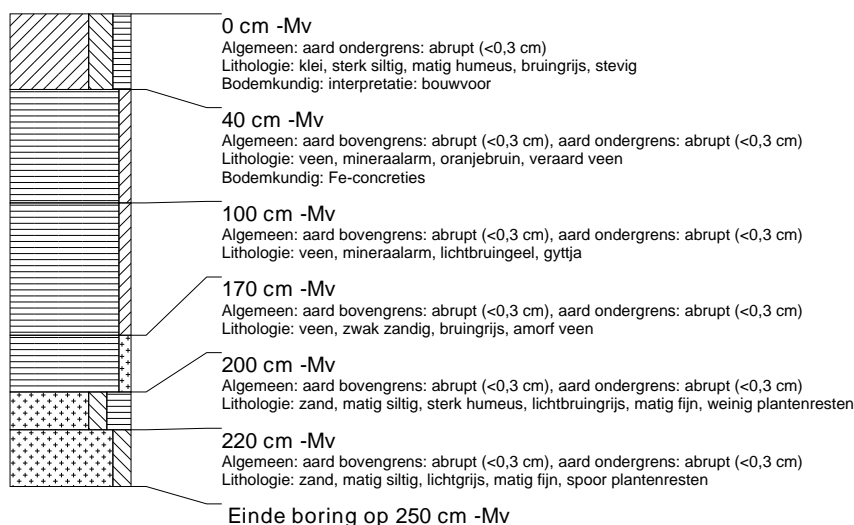 0 cm -Mv
Algemeen: aard ondergrens: abrupt (<0,3 cm)
Lithologie: klei, sterk siltig, matig humeus, bruingrijs, stevig
Bodemkundig: interpretatie: bouwvoor
40 cm -Mv
Algemeen: aard bovengrens: abrupt (<0,3 cm), aard ondergrens: abrupt (<0,3 cm)
Lithologie: veen, mineraalarm, oranjebruin, veraard veen
Bodemkundig: Fe-concreties
100 cm -Mv
Algemeen: aard bovengrens: abrupt (<0,3 cm), aard ondergrens: abrupt (<0,3 cm)
Lithologie: veen, mineraalarm, lichtbruingeel, gyttja
170 cm -Mv
Algemeen: aard bovengrens: abrupt (<0,3 cm), aard ondergrens: abrupt (<0,3 cm)
Lithologie: veen, zwak zandig, bruingrijs, amorf veen
200 cm -Mv
Algemeen: aard bovengrens: abrupt (<0,3 cm), aard ondergrens: abrupt (<0,3 cm)
Lithologie: zand, matig siltig, sterk humeus, lichtbruingrijs, matig fijn, weinig plantenresten
220 cm -Mv
Algemeen: aard bovengrens: abrupt (<0,3 cm), aard ondergrens: abrupt (<0,3 cm)
Lithologie: zand, matig siltig, lichtgrijs, matig fijn, spoor plantenresten
Einde boring op 250 cm -Mv